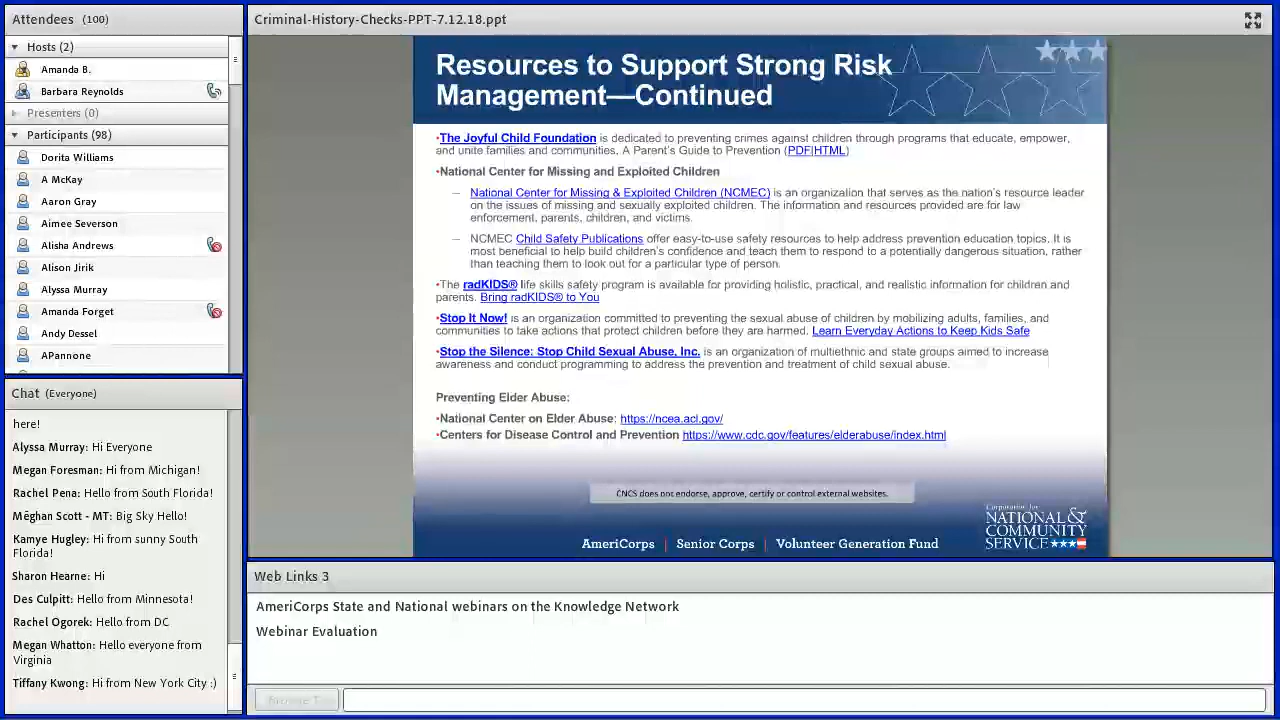 Attendees (100)
Hosts (2)
Amanda B.
Barbara Reynolds
Presenters (0)
Participants (98)
Dorita Williams
A McKay
Aaron Gray
Aimee Severson
Alisha Andrews
Alison Jirik
Alyssa Murray
Amanda Forget
Andy Dessel
APannone
Chat (Everyone)
here!
Alyssa Murray: Hi Everyone
Megan Foresman: Hi from Michigan!
Rachel Pena: Hello from South Florida!
Meghan Scott - MT: Big Sky Hello!
Kamye Hugley: Hi from sunny South
Florida!
Sharon Hearne: Hi
Des Culpitt: Hello from Minnesota!
Rachel Ogorek: Hello from DC
Megan Whatton: Hello everyone from
Virginia
Tiffany Kwong: Hi from New York City :)
Criminal-History-Checks-PPT-7.12.18.ppt
Resources to Support Strong Risk
Management—Continued
•The Joyful Child Foundation is dedicated to preventing crimes against children through programs that educate, empower,
and unite families and communities. A Parent's Guide to Prevention (PDF|HTML)
•National Center for Missing and Exploited Children
– National Center for Missing & Exploited Children (NCMEC) is an organization that serves as the nation's resource leader
on the issues of missing and sexually exploited children. The information and resources provided are for law
enforcement, parents, children, and victims.
– NCMEC Child Safety Publications offer easy-to-use safety resources to help address prevention education topics. It is
most beneficial to help build children's confidence and teach them to respond to a potentially dangerous situation, rather
than teaching them to look out for a particular type of person.
•The radKIDS® life skills safety program is available for providing holistic, practical, and realistic information for children and
parents. Bring radKIDS® to You
•Stop It Now! is an organization committed to preventing the sexual abuse of children by mobilizing adults, families, and
communities to take actions that protect children before they are harmed. Learn Everyday Actions to Keep Kids Safe
•Stop the Silence: Stop Child Sexual Abuse, Inc. is an organization of multiethnic and state groups aimed to increase
awareness and conduct programming to address the prevention and treatment of child sexual abuse.
Preventing Elder Abuse:
•National Center on Elder Abuse: https://ncea.acl.gov/
•Centers for Disease Control and Prevention https://www.cdc.gov/features/elderabuse/index.html
CNCS does not endorse, approve, certify or control external websites.
AmeriCorps | Senior Corps | Volunteer Generation Fund
Corporation for
NATIONAL &
COMMUNITY
SERVICE
Web Links 3
AmeriCorps State and National webinars on the Knowledge Network
Webinar Evaluation